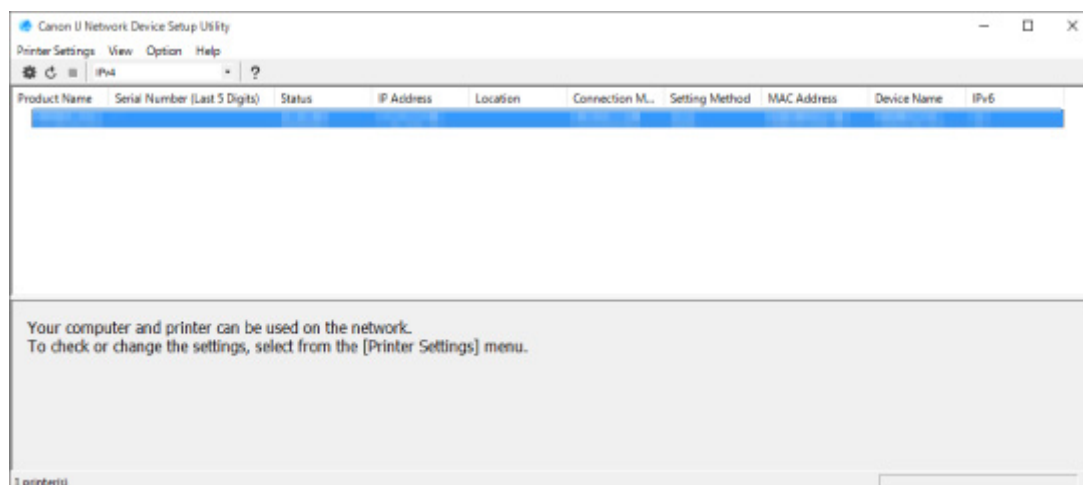 Canon IJ Network Device Setup Utility
Printer Settings View Option Help
IPv4 ?
Product Name Serial Number (Last 5 Digits) Status IP Address Location Connection M... Setting Method MAC Address Device Name IPv6
Your computer and printer can be used on the network.
To check or change the settings, select from the [Printer Settings] menu.
1 printer(s)